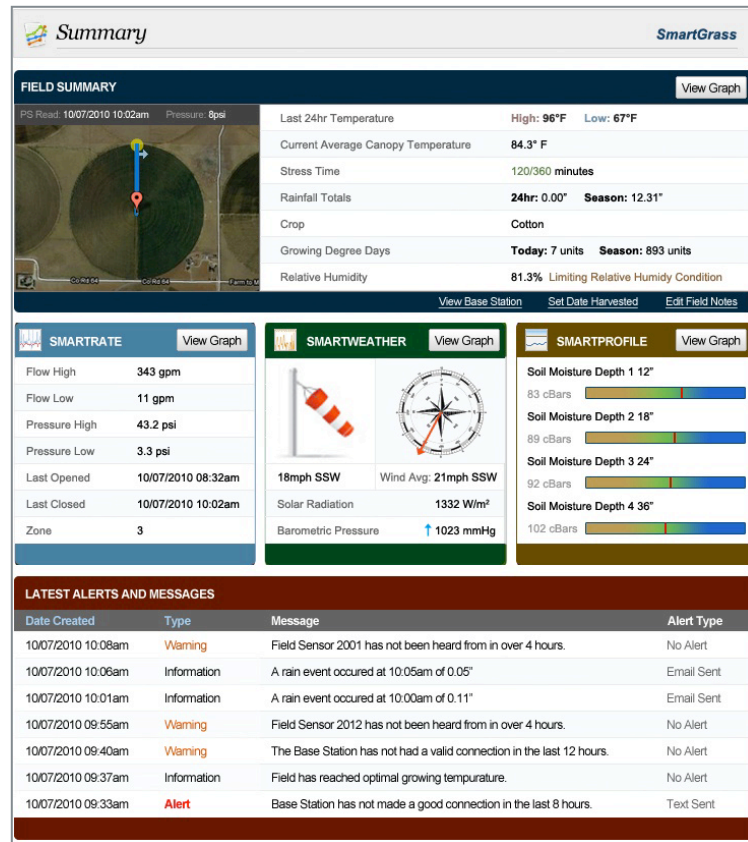 Summary
SmartGrass
FIELD SUMMARY
View Graph
PS Read: 10/07/2010 10:02am Pressure: 8psi
Co Rd 64
Co Rd 64
Farm to M
Last 24hr Temperature High: 96°F Low: 67°F
Current Average Canopy Temperature 84.3° F
Stress Time 120/360 minutes
Rainfall Totals 24hr: 0.00" Season: 12.31"
Crop Cotton
Growing Degree Days Today: 7 units Season: 893 units
Relative Humidity 81.3% Limiting Relative Humidy Condition
View Base Station Set Date Harvested Edit Field Notes
SMARTRATE View Graph
Flow High 343 gpm
Flow Low 11 gpm
Pressure High 43.2 psi
Pressure Low 3.3 psi
Last Opened 10/07/2010 08:32am
Last Closed 10/07/2010 10:02am
Zone 3
SMARTWEATHER View Graph
18mph SSW Wind Avg: 21mph SSW
Solar Radiation 1332 W/m²
Barometric Pressure ↑ 1023 mmHg
SMARTPROFILE View Graph
Soil Moisture Depth 1 12"
83 cBars
Soil Moisture Depth 2 18"
89 cBars
Soil Moisture Depth 3 24"
92 cBars
Soil Moisture Depth 4 36"
102 cBars
LATEST ALERTS AND MESSAGES
Date Created Type Message Alert Type
10/07/2010 10:08am Warning Field Sensor 2001 has not been heard from in over 4 hours. No Alert
10/07/2010 10:06am Information A rain event occured at 10:05am of 0.05" Email Sent
10/07/2010 10:01am Information A rain event occured at 10:00am of 0.11" Email Sent
10/07/2010 09:55am Warning Field Sensor 2012 has not been heard from in over 4 hours. No Alert
10/07/2010 09:40am Warning The Base Station has not had a valid connection in the last 12 hours. No Alert
10/07/2010 09:37am Information Field has reached optimal growing tempurature. No Alert
10/07/2010 09:33am Alert Base Station has not made a good connection in the last 8 hours. Text Sent